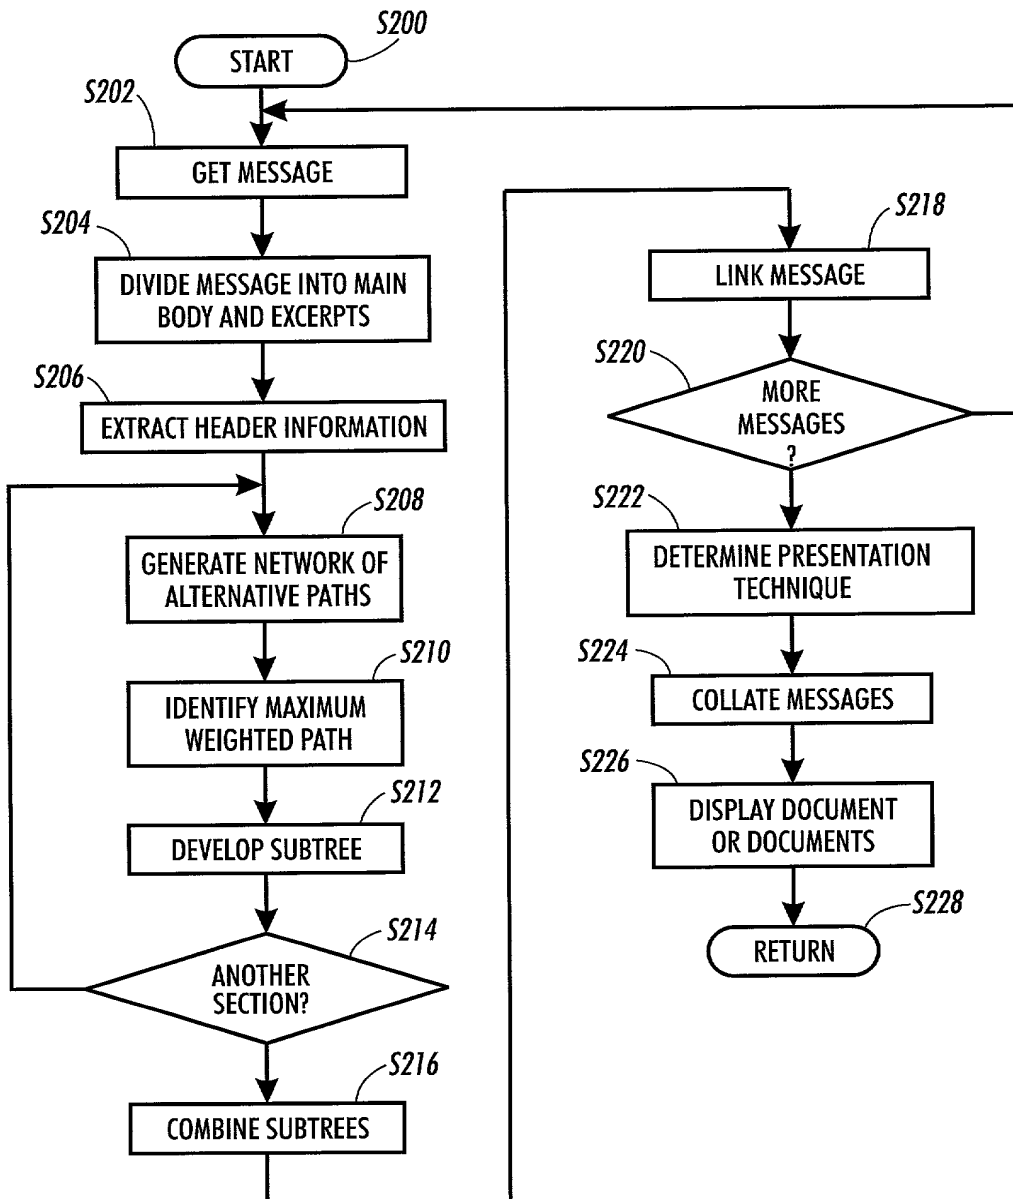 S200
START
S202
GET MESSAGE
S204
DIVIDE MESSAGE INTO MAIN
BODY AND EXCERPTS
S206
EXTRACT HEADER INFORMATION
S208
GENERATE NETWORK OF
ALTERNATIVE PATHS
S210
IDENTIFY MAXIMUM
WEIGHTED PATH
S212
DEVELOP SUBTREE
S214
ANOTHER
SECTION?
S216
COMBINE SUBTREES
S218
LINK MESSAGE
S220
MORE
MESSAGES
?
S222
DETERMINE PRESENTATION
TECHNIQUE
S224
COLLATE MESSAGES
S226
DISPLAY DOCUMENT
OR DOCUMENTS
S228
RETURN